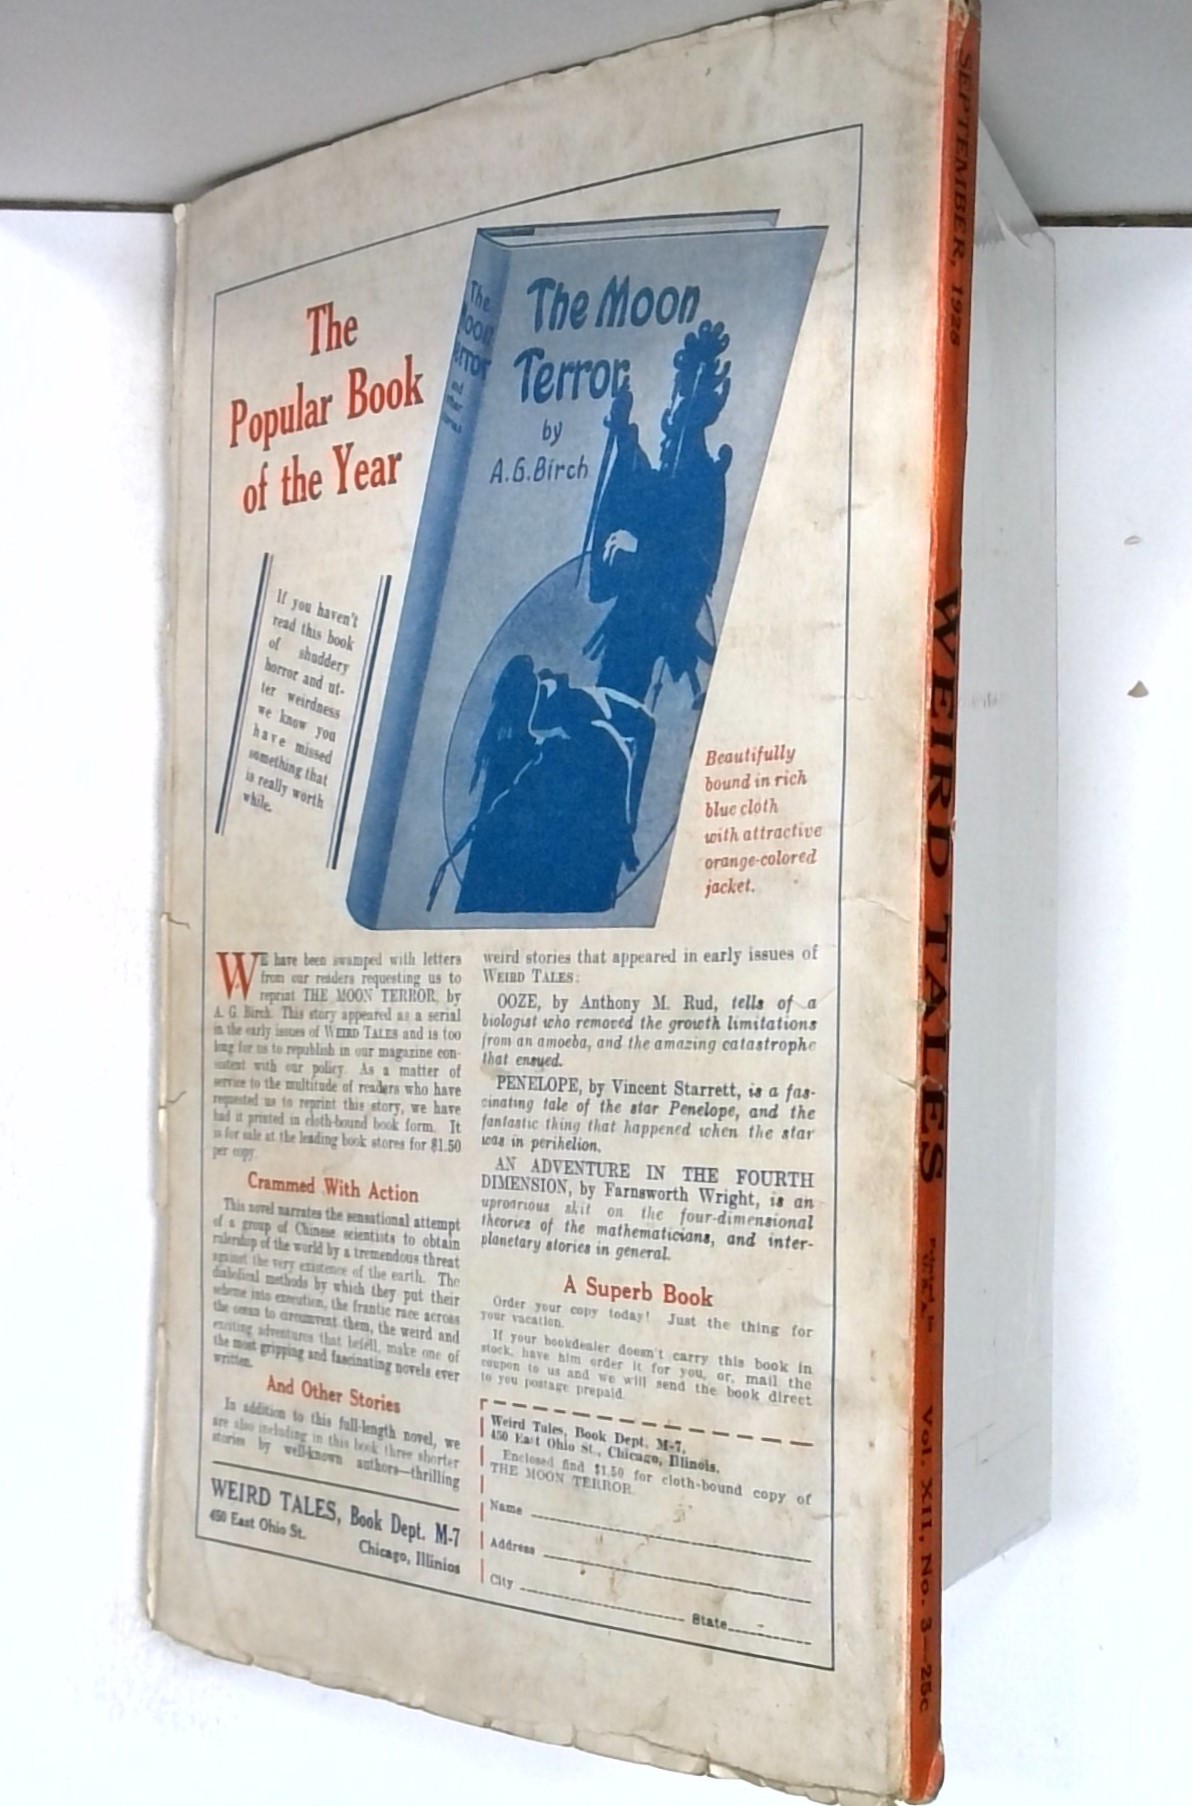 The
Popular Book
of the Year
If you haven't
read this book
of shuddery
horror and ut-
ter weirdness
we know you
have missed
something that
is really worth
while.
The Moon
Terror
by
A.G.Birch
Beautifully
bound in rich
blue cloth
with attractive
orange-colored
jacket.
WE have been swamped with letters
from our readers requesting us to
reprint THE MOON TERROR, by
A. G. Birch. This story appeared as a serial
in the early issues of WEIRD TALES and is too
long for us to republish in our magazine con-
sistent with our policy. As a matter of
service to the multitude of readers who have
requested us to reprint this story, we have
had it printed in cloth-bound book form. It
is for sale at the leading book stores for $1.50
per copy.
Crammed With Action
This novel narrates the sensational attempt
of a group of Chinese scientists to obtain
rulership of the world by a tremendous threat
against the very existence of the earth. The
diabolical methods by which they put their
scheme into execution, the frantic race across
the ocean to circumvent them, the weird and
exciting adventures that befell, make one of
the most gripping and fascinating novels ever
written.
And Other Stories
In addition to this full-length novel, we
are also including in this book three shorter
stories by well-known authors—thrilling
WEIRD TALES, Book Dept. M-7
450 East Ohio St.
Chicago, Illinios
weird stories that appeared in early issues of
WEIRD TALES:
OOZE, by Anthony M. Rud, tells of a
biologist who removed the growth limitations
from an amoeba, and the amazing catastrophe
that ensued.
PENELOPE, by Vincent Starrett, is a fas-
cinating tale of the star Penelope, and the
fantastic thing that happened when the star
was in perihelion.
AN ADVENTURE IN THE FOURTH
DIMENSION, by Farnsworth Wright, is an
uproarious skit on the four-dimensional
theories of the mathematicians, and inter-
planetary stories in general.
A Superb Book
Order your copy today! Just the thing for
your vacation.
If your bookdealer doesn't carry this book in
stock, have him order it for you, or, mail the
coupon to us and we will send the book direct
to you postage prepaid.
Weird Tales, Book Dept. M-7,
450 East Ohio St., Chicago, Illinois.
Enclosed find $1.50 for cloth-bound copy of
THE MOON TERROR.
Name
Address
City State
SEPTEMBER, 1928
WEIRD TALES
Vol. XII, No. 3—25c